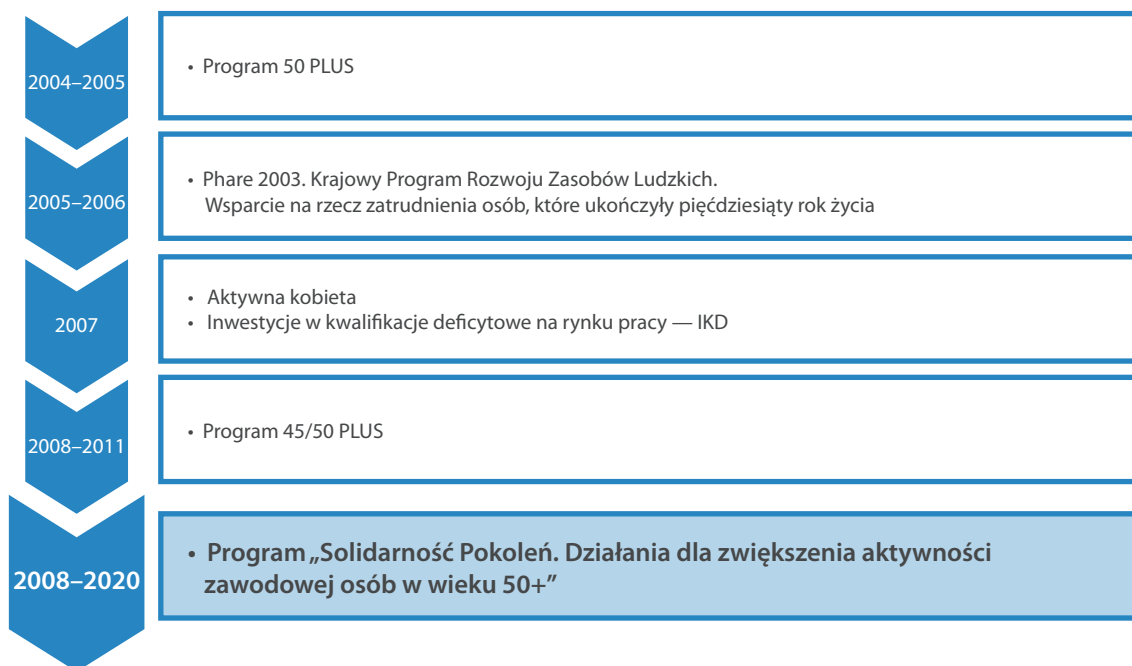 2004–2005
• Program 50 PLUS
2005–2006
• Phare 2003. Krajowy Program Rozwoju Zasobów Ludzkich.
Wsparcie na rzecz zatrudnienia osób, które ukończyły pięćdziesiąty rok życia
2007
• Aktywna kobieta
• Inwestycje w kwalifikacje deficytowe na rynku pracy — IKD
2008–2011
• Program 45/50 PLUS
2008–2020
• Program „Solidarność Pokoleń. Działania dla zwiększenia aktywności
zawodowej osób w wieku 50+”